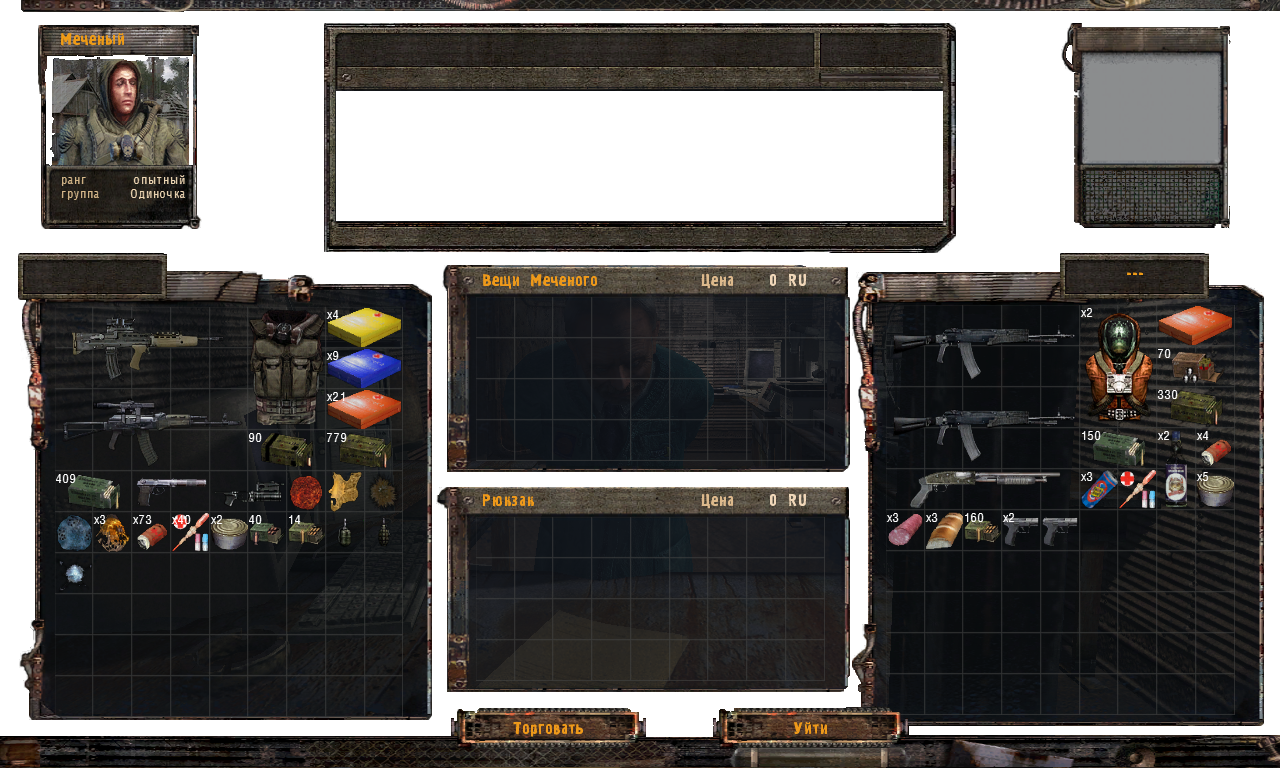 Меченый
ранг опытный
группа Одиночка
---
Вещи Меченого Цена 0 RU
x4
x9
x21
90 779
409
x3 x73 x40 x2 40 14
x2
70
330
150 x2 x4
x3 x5
x3 x3 160 x2
Рюкзак Цена 0 RU
Торговать Уйти